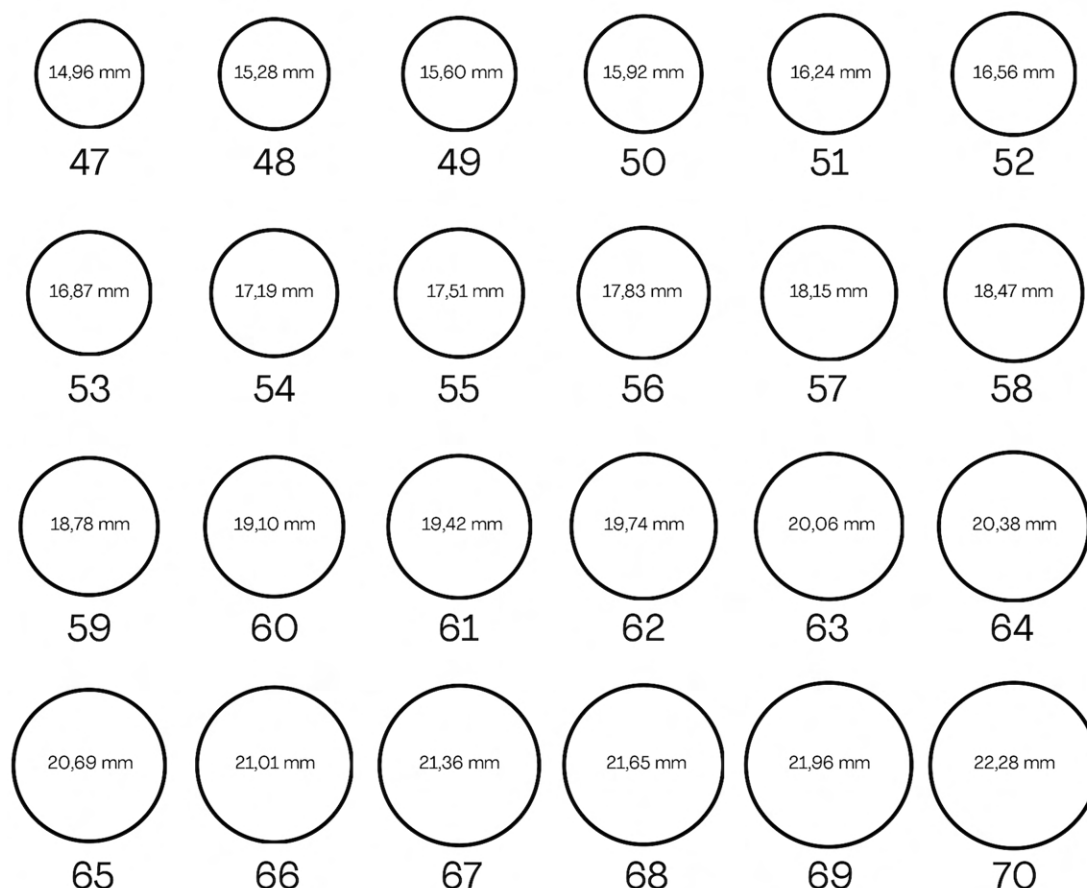 14,96 mm 15,28 mm 15,60 mm 15,92 mm 16,24 mm 16,56 mm
47 48 49 50 51 52
16,87 mm 17,19 mm 17,51 mm 17,83 mm 18,15 mm 18,47 mm
53 54 55 56 57 58
18,78 mm 19,10 mm 19,42 mm 19,74 mm 20,06 mm 20,38 mm
59 60 61 62 63 64
20,69 mm 21,01 mm 21,36 mm 21,65 mm 21,96 mm 22,28 mm
65 66 67 68 69 70